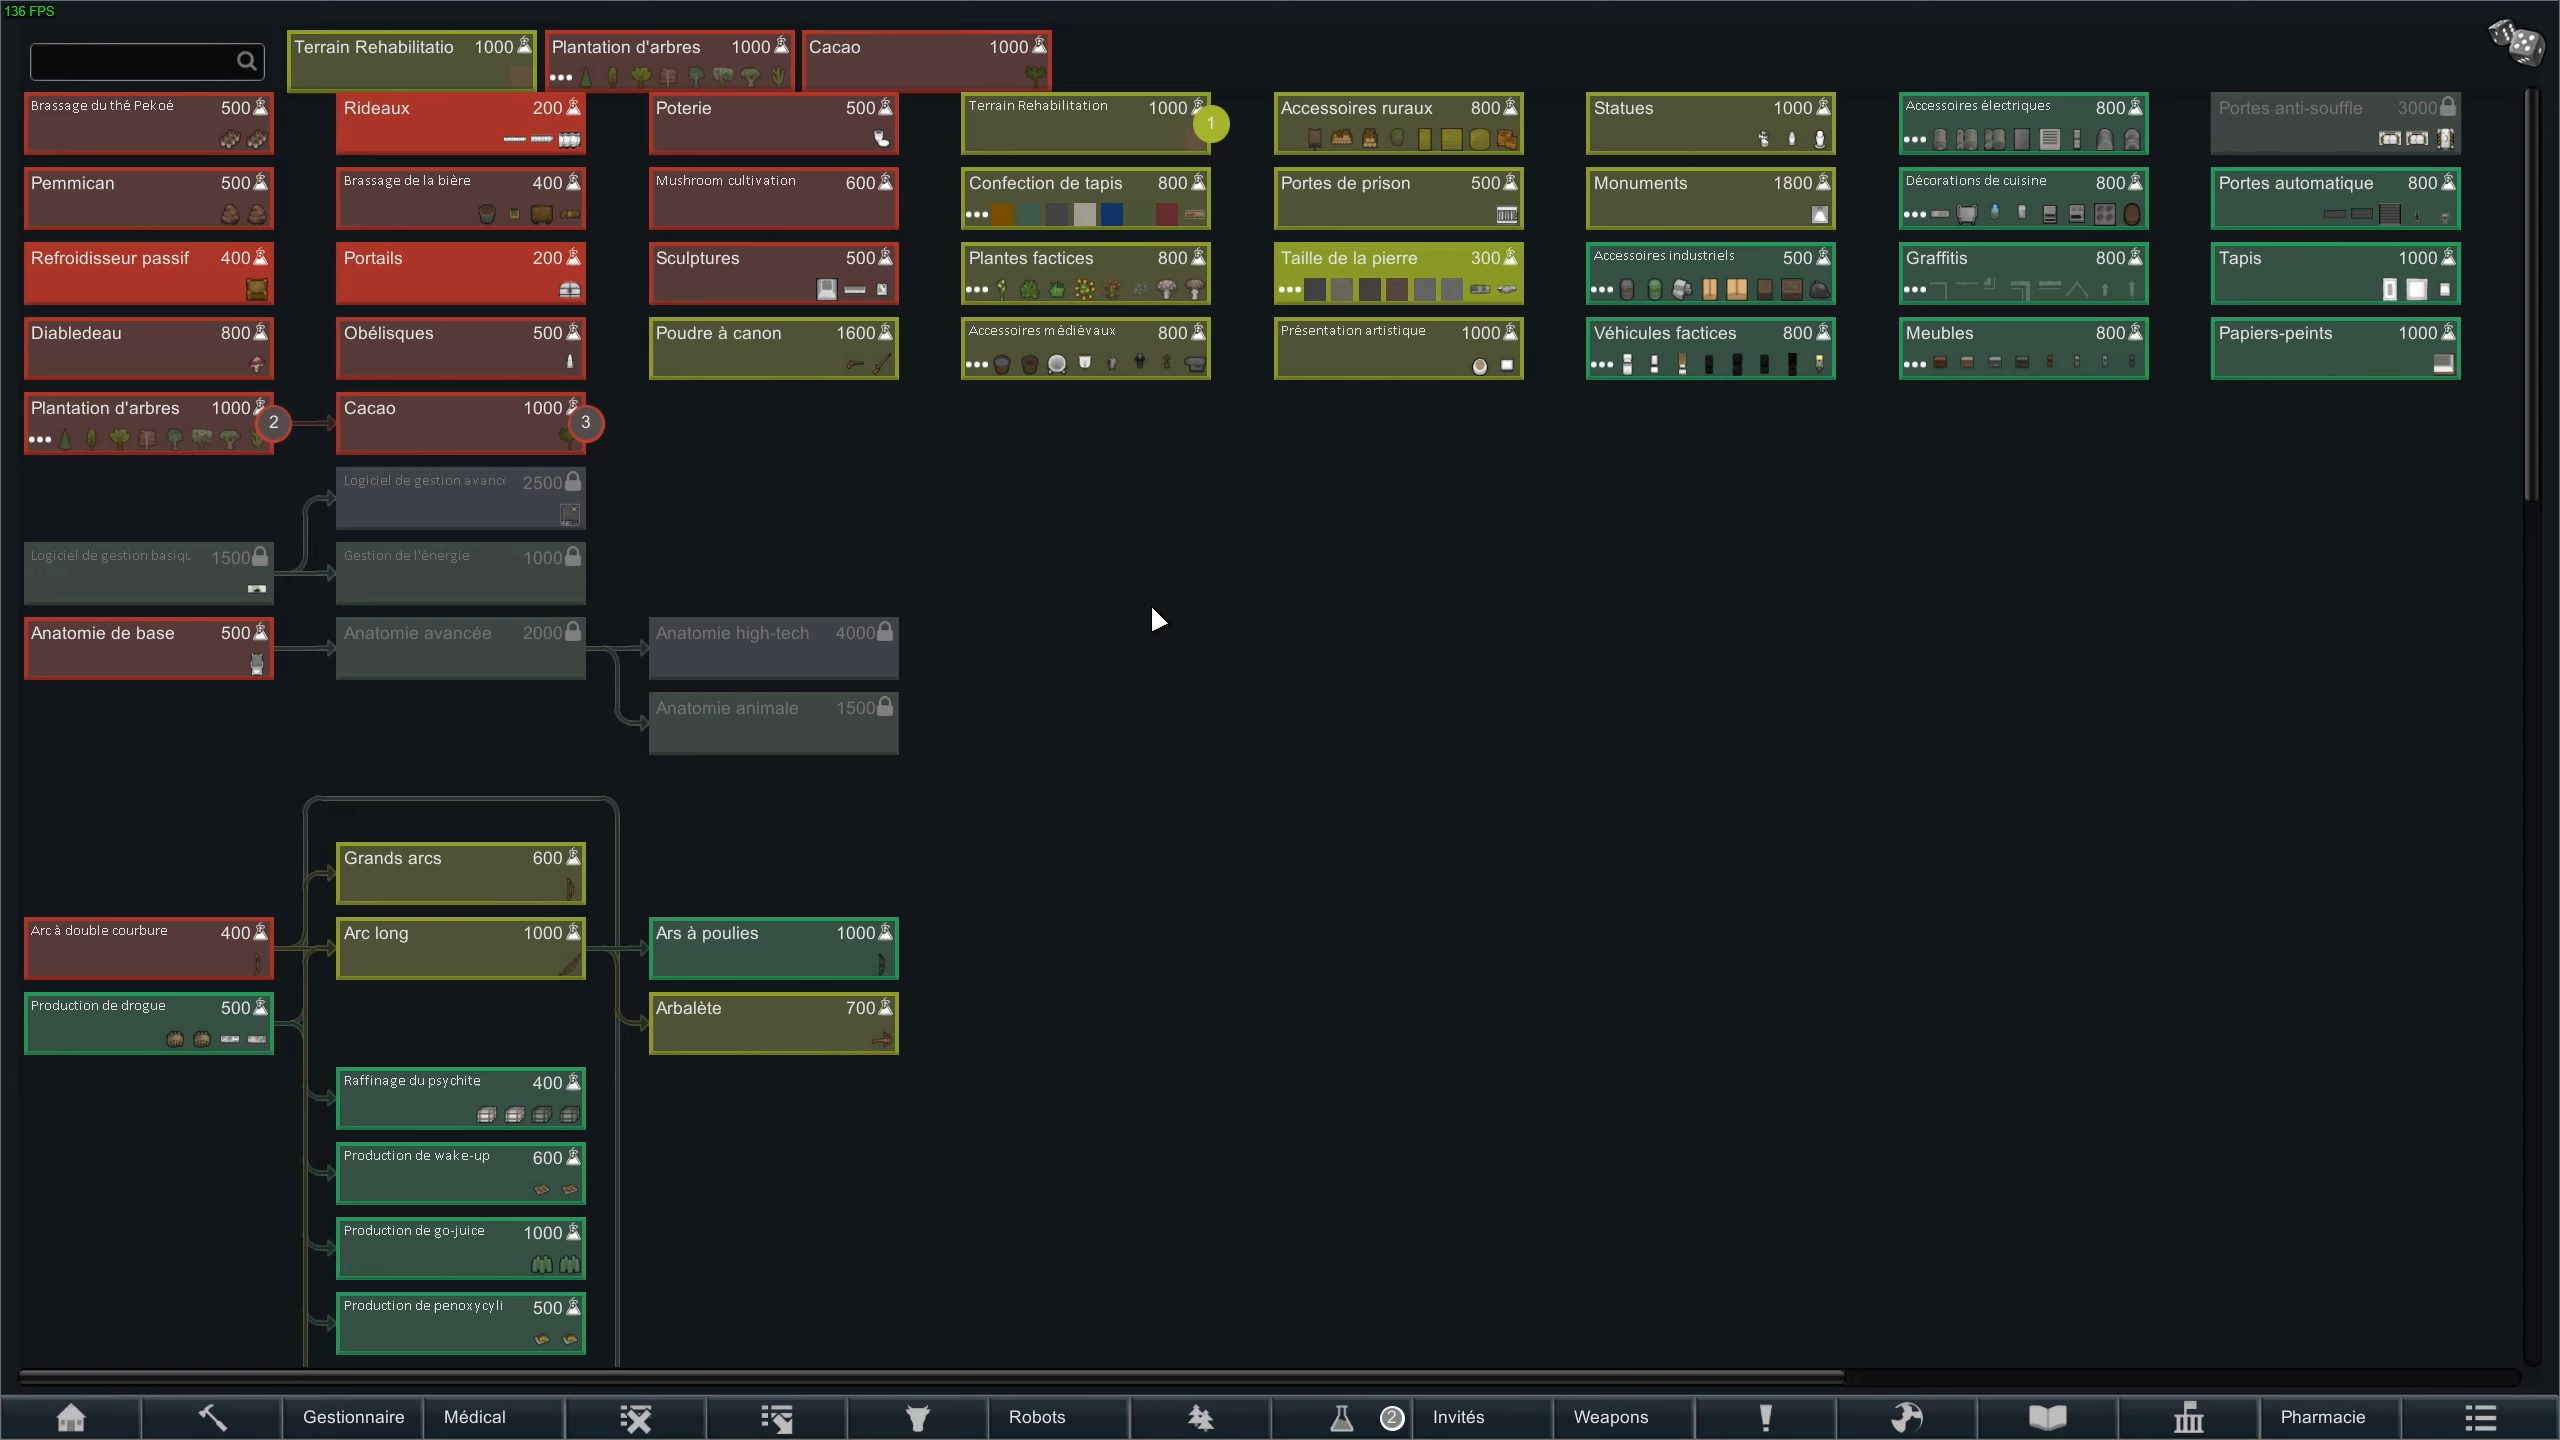 136 FPS
Terrain Rehabilitatio 1000
Plantation d'arbres 1000
Cacao 1000
Brassage du thé Pekoé 500
Rideaux 200
Poterie 500
Terrain Rehabilitation 1000
1
Accessoires ruraux 800
Statues 1000
Accessoires électriques 800
Portes anti-souffle 3000
Pemmican 500
Brassage de la bière 400
Mushroom cultivation 600
Confection de tapis 800
Portes de prison 500
Monuments 1800
Décorations de cuisine 800
Portes automatique 800
Refroidisseur passif 400
Portails 200
Sculptures 500
Plantes factices 800
Taille de la pierre 300
Accessoires industriels 500
Graffitis 800
Tapis 1000
Diabledeau 800
Obélisques 500
Poudre à canon 1600
Accessoires médiévaux 800
Présentation artistique 1000
Véhicules factices 800
Meubles 800
Papiers-peints 1000
Plantation d'arbres 1000
2
Cacao 1000
3
Logiciel de gestion avanc 2500
Logiciel de gestion basiqu 1500
Gestion de l'énergie 1000
Anatomie de base 500
Anatomie avancée 2000
Anatomie high-tech 4000
Anatomie animale 1500
Grands arcs 600
Arc à double courbure 400
Arc long 1000
Ars à poulies 1000
Production de drogue 500
Arbalète 700
Raffinage du psychite 400
Production de wake-up 600
Production de go-juice 1000
Production de penoxycyli 500
Gestionnaire
Médical
Robots
2
Invités
Weapons
Pharmacie